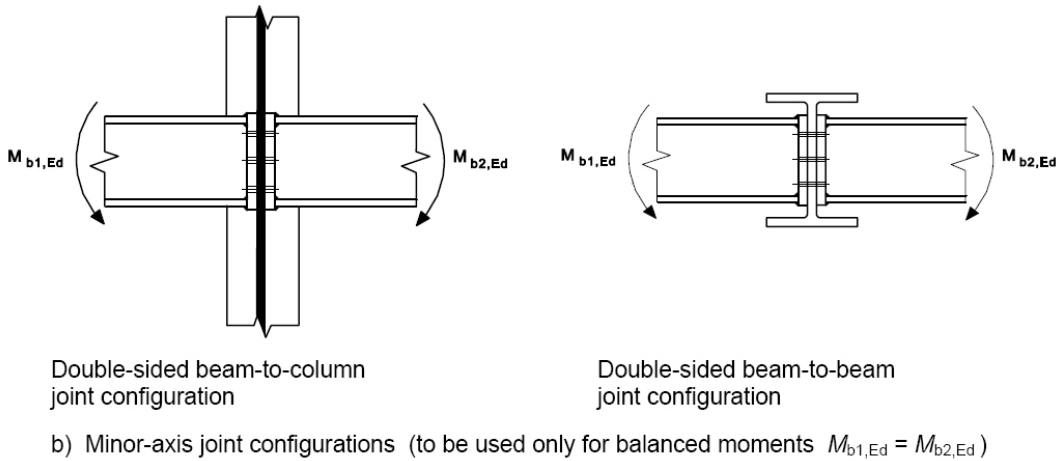 M b1,Ed
M b2,Ed
M b1,Ed
M b2,Ed
Double-sided beam-to-column
joint configuration
Double-sided beam-to-beam
joint configuration
b) Minor-axis joint configurations (to be used only for balanced moments Mb1,Ed = Mb2,Ed )